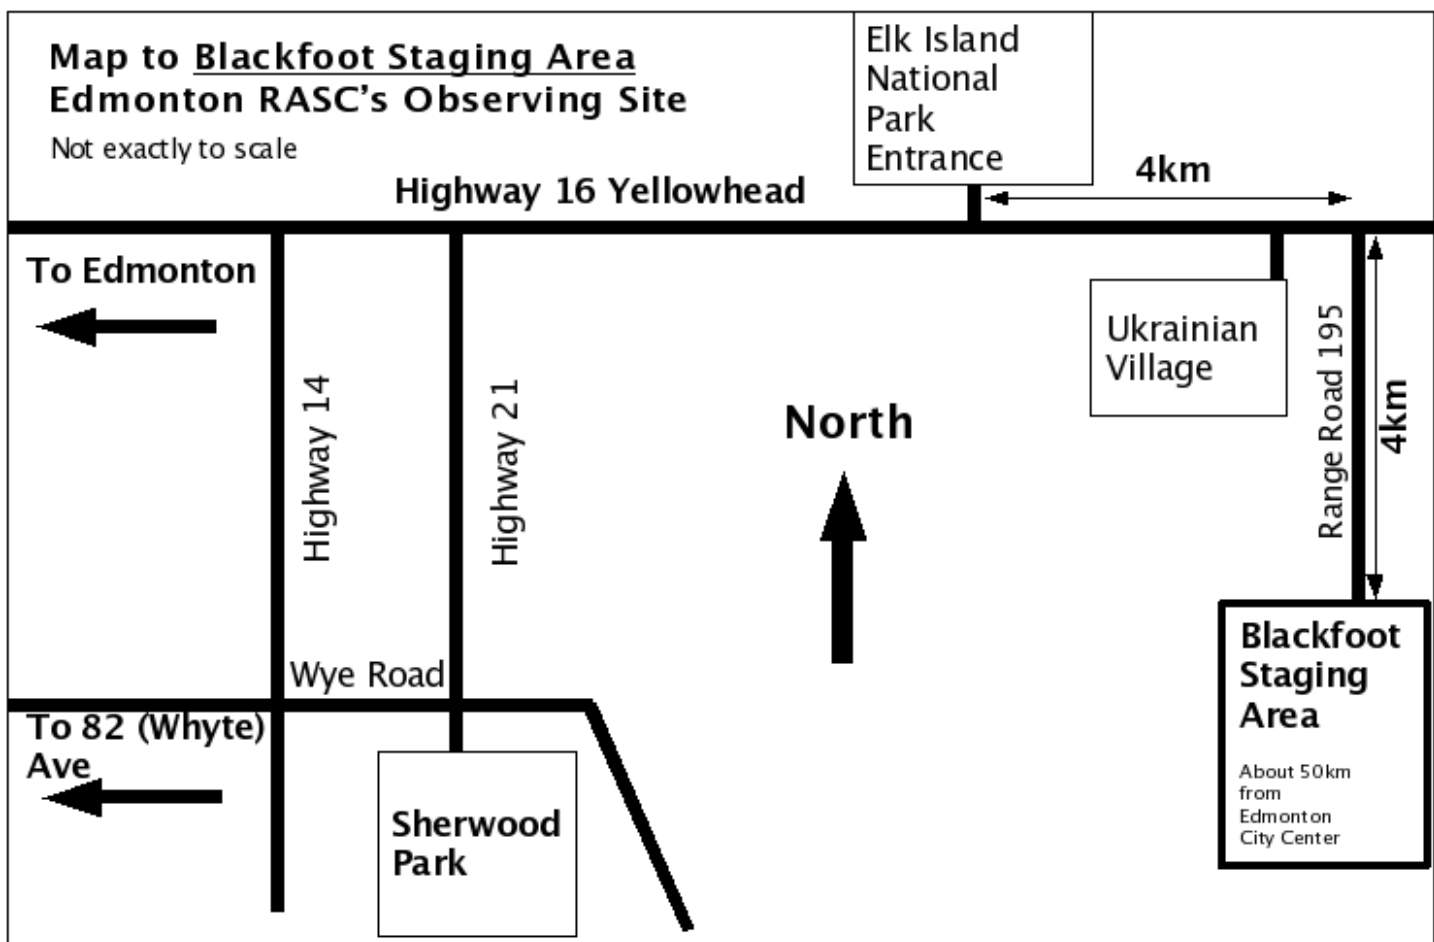 Map to Blackfoot Staging Area
Edmonton RASC's Observing Site
Not exactly to scale
Elk Island
National
Park
Entrance
4km
Highway 16 Yellowhead
To Edmonton
Highway 14
Highway 21
North
Ukrainian
Village
Range Road 195
4km
Wye Road
To 82 (Whyte)
Ave
Sherwood
Park
Blackfoot
Staging
Area
About 50km
from
Edmonton
City Center